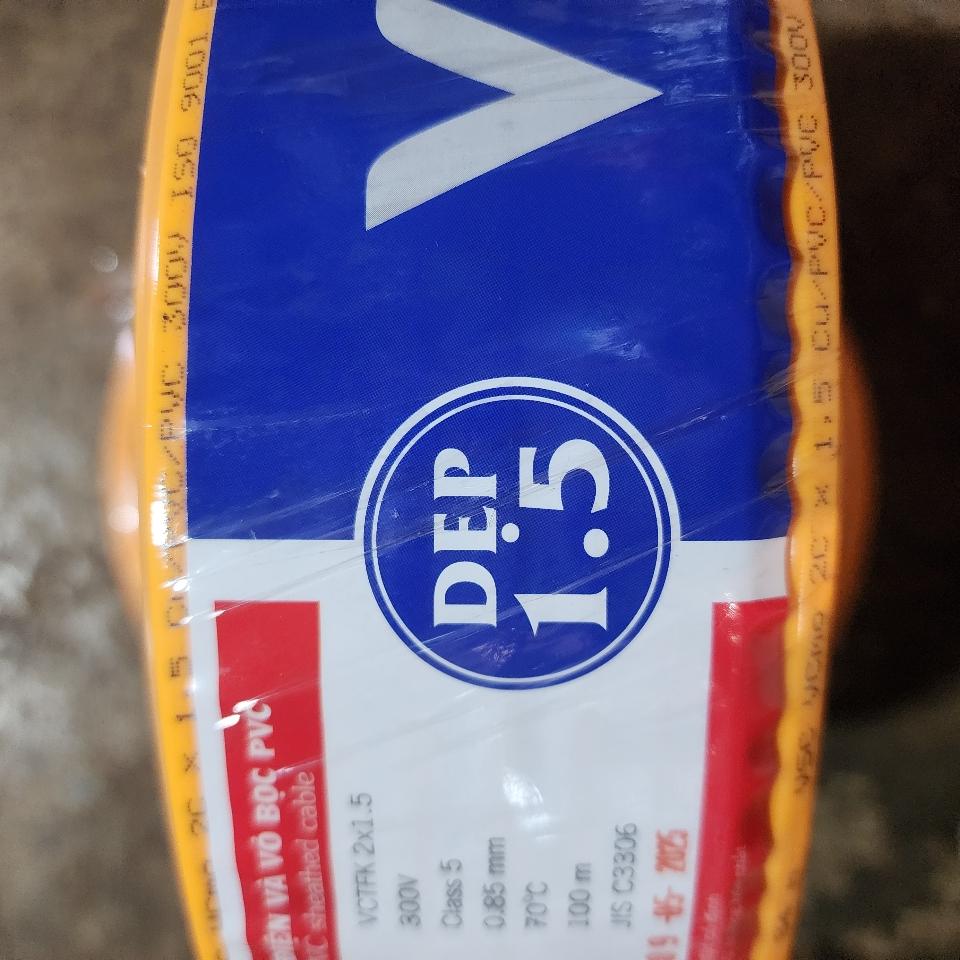 DẸP
1.5
VÀ VỎ BỌC PVC
sheathed cable
VCTFK 2x1.5
300V
Class 5
0.85 mm
70°C
100 m
JIS C3306
19 -05- 2025
2C x 1.5 Cu/PVC/PVC 300V ISO 9001
2C x 1.5 Cu/PVC/PVC 300V